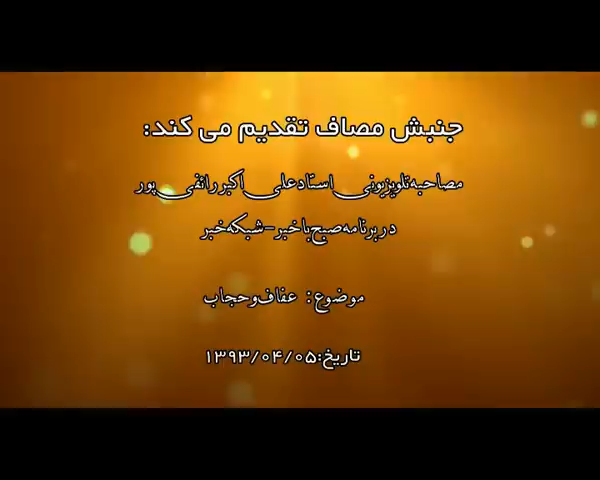 جنبش مصاف تقدیم می کند:
مصاحبه تلویزیونی استاد علی اکبر رائفی پور
در برنامه صبح با خبر - شبکه خبر
موضوع: عفاف و حجاب
تاریخ: ۱۳۹۳/۰۴/۰۵